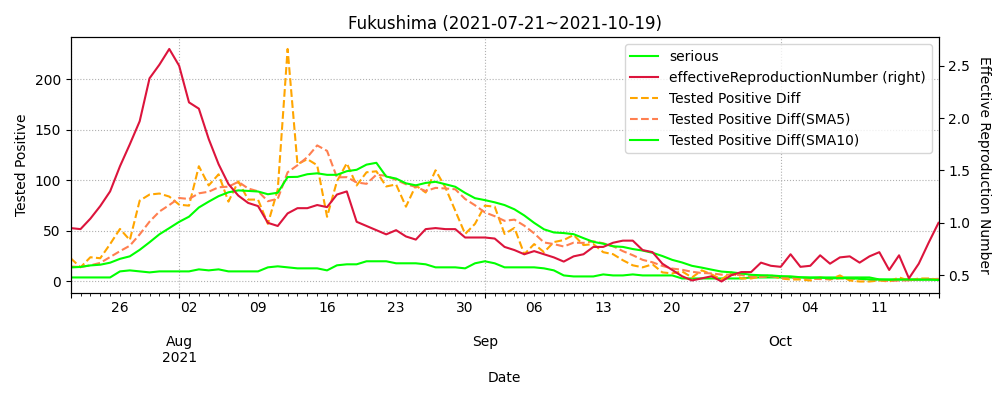 Fukushima (2021-07-21~2021-10-19)
serious
effectiveReproductionNumber (right)
Tested Positive Diff
Tested Positive Diff(SMA5)
Tested Positive Diff(SMA10)
Tested Positive
200
150
100
50
0
Effective Reproduction Number
2.5
2.0
1.5
1.0
0.5
26 02 09 16 23 30 06 13 20 27 04 11
Aug Sep Oct
2021
Date